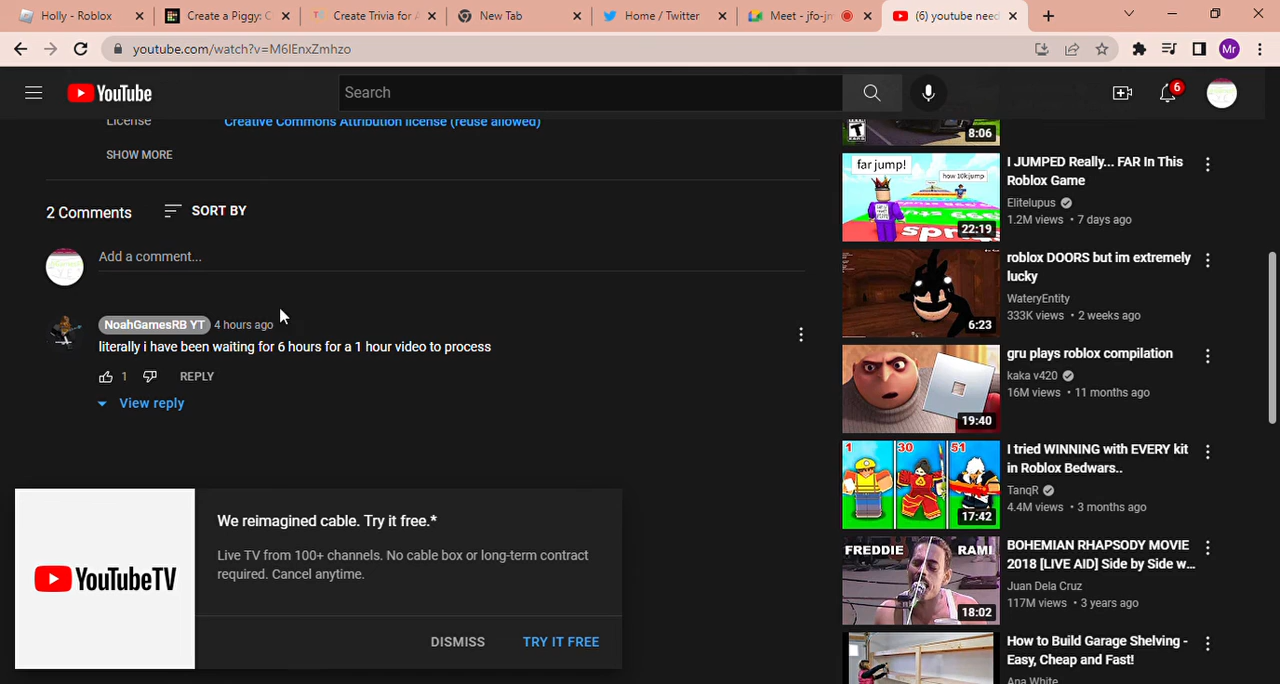 Holly - Roblox
Create a Piggy: C
Create Trivia for A
New Tab
Home / Twitter
Meet - jfo-jm
(6) youtube need
youtube.com/watch?v=M6lEnxZmhzo
Mr
YouTube
Search
6
License
Creative Commons Attribution license (reuse allowed)
SHOW MORE
2 Comments
SORT BY
Add a comment...
NoahGamesRB YT
4 hours ago
literally i have been waiting for 6 hours for a 1 hour video to process
1
REPLY
View reply
We reimagined cable. Try it free.*
Live TV from 100+ channels. No cable box or long-term contract
required. Cancel anytime.
YouTubeTV
DISMISS
TRY IT FREE
8:06
far jump!
how 10k jump
22:19
I JUMPED Really... FAR In This
Roblox Game
Elitelupus
1.2M views • 7 days ago
6:23
roblox DOORS but im extremely
lucky
WateryEntity
333K views • 2 weeks ago
19:40
gru plays roblox compilation
kaka v420
16M views • 11 months ago
1
30
51
17:42
I tried WINNING with EVERY kit
in Roblox Bedwars..
TanqR
4.4M views • 3 months ago
FREDDIE
RAMI
18:02
BOHEMIAN RHAPSODY MOVIE
2018 [LIVE AID] Side by Side w...
Juan Dela Cruz
117M views • 3 years ago
How to Build Garage Shelving -
Easy, Cheap and Fast!
Ana White